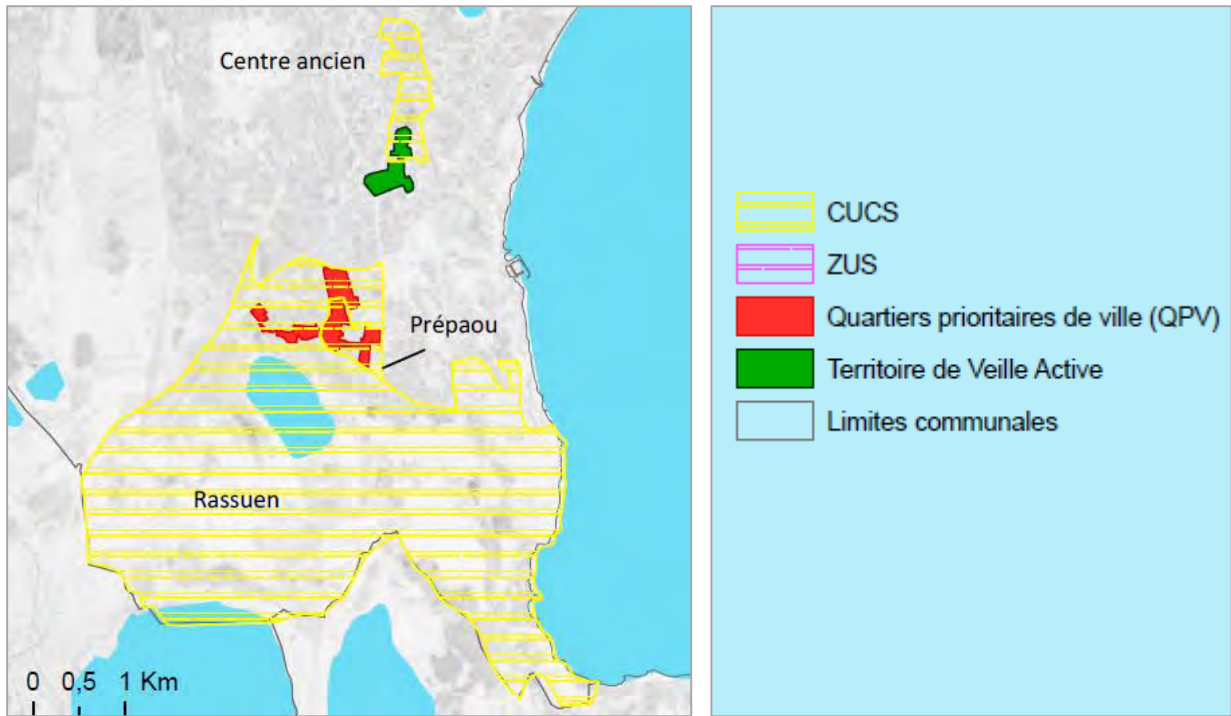 Centre ancien
Prépaou
Rassuen
0 0,5 1 Km
CUCS
ZUS
Quartiers prioritaires de ville (QPV)
Territoire de Veille Active
Limites communales